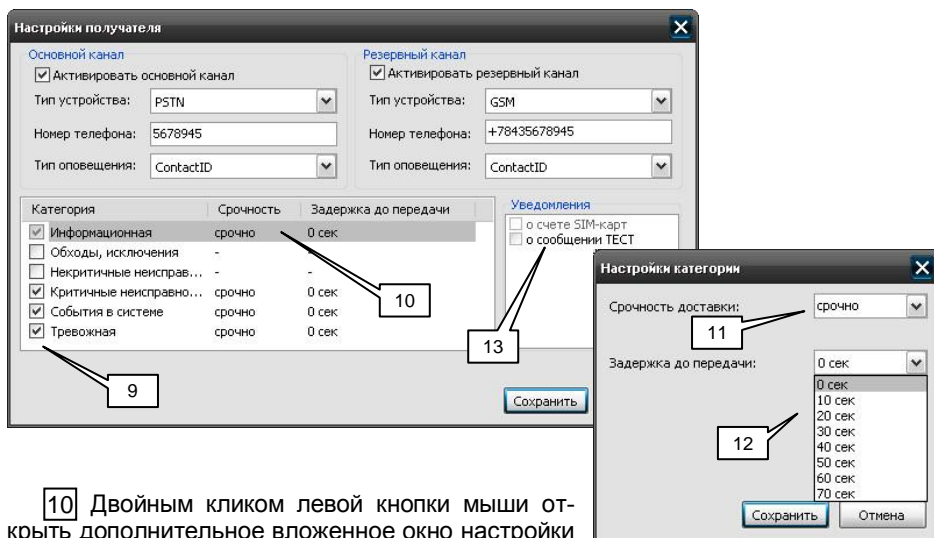 Настройки получателя
Основной канал
Активировать основной канал
Тип устройства: PSTN
Номер телефона: 5678945
Тип оповещения: ContactID
Резервный канал
Активировать резервный канал
Тип устройства: GSM
Номер телефона: +78435678945
Тип оповещения: ContactID
Категория Срочность Задержка до передачи
Информационная срочно 0 сек
Обходы, исключения - -
Некритичные неисправ... - -
Критичные неисправно... срочно 0 сек
События в системе срочно 0 сек
Тревожная срочно 0 сек
Уведомления
о счете SIM-карт
о сообщении ТЕСТ
9
10
13
Сохранить
Настройки категории
Срочность доставки: срочно
11
Задержка до передачи: 0 сек
0 сек
10 сек
20 сек
30 сек
40 сек
50 сек
60 сек
70 сек
12
Сохранить Отмена
10 Двойным кликом левой кнопки мыши от-
крыть дополнительное вложенное окно настройки